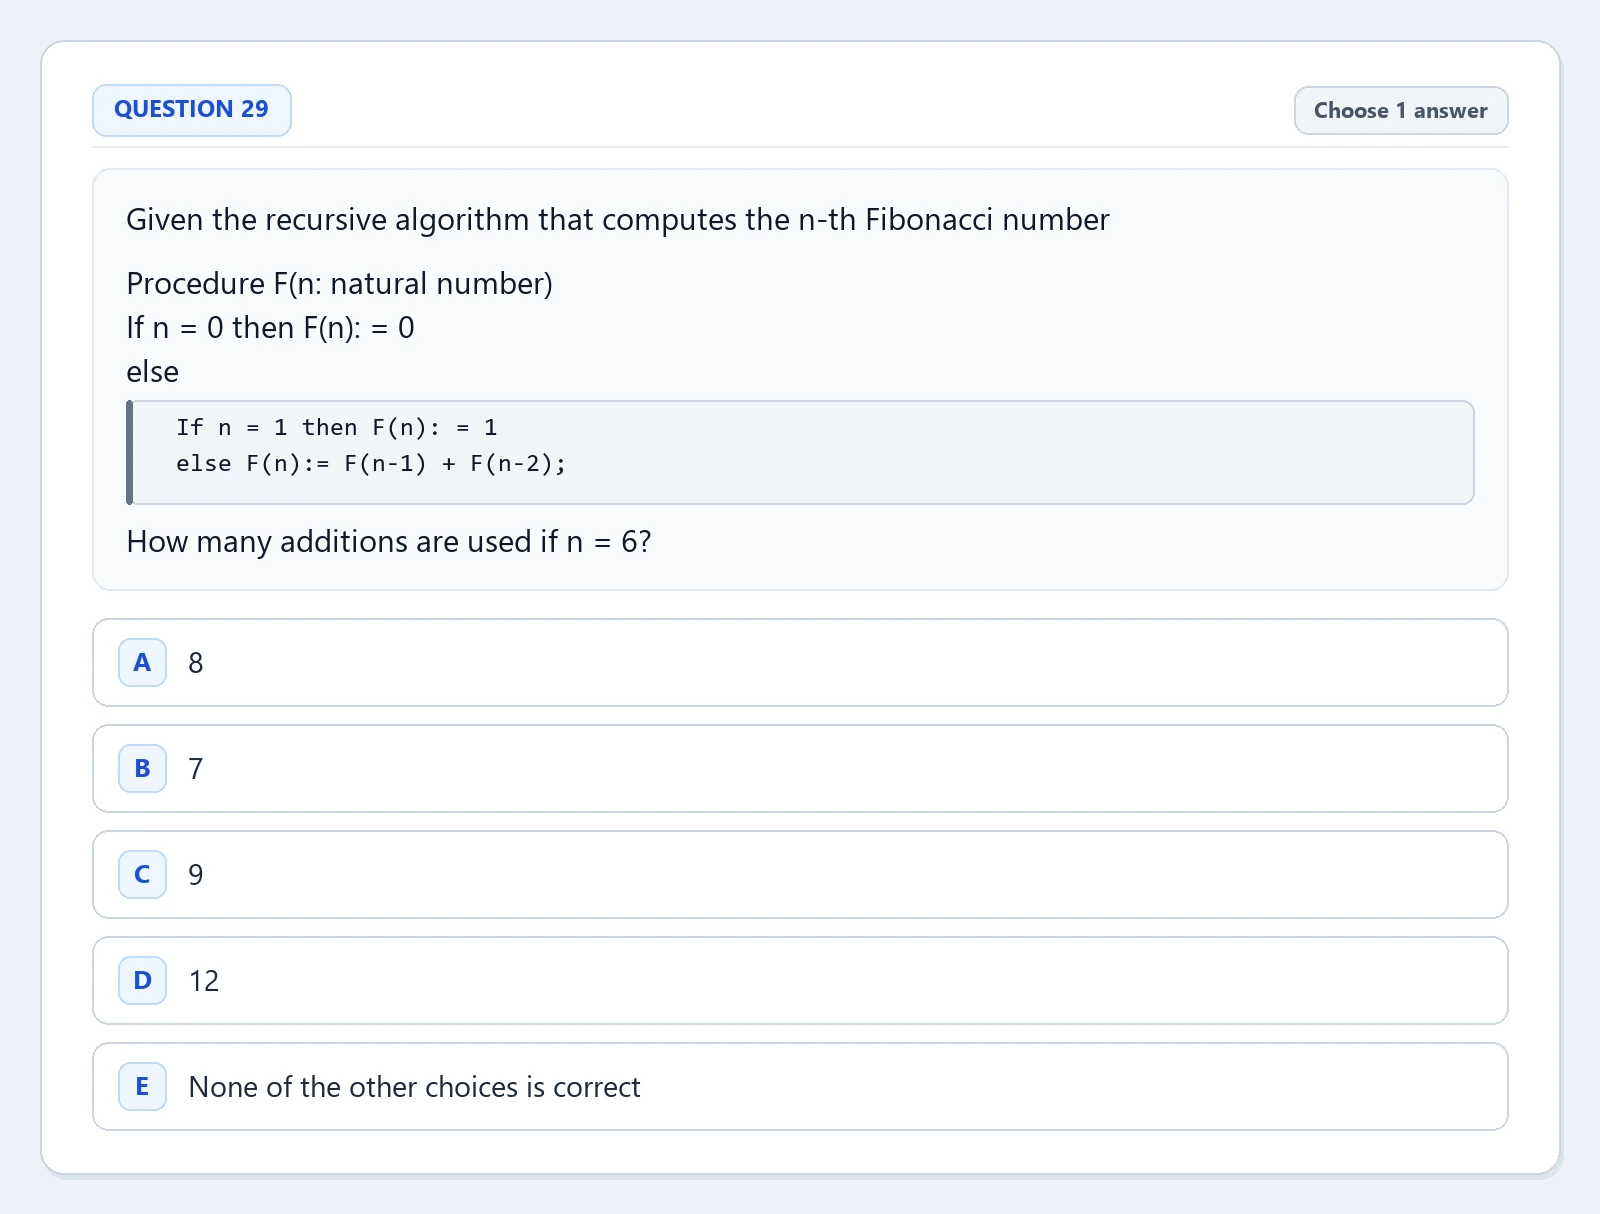 QUESTION 29
Choose 1 answer
Given the recursive algorithm that computes the n-th Fibonacci number
Procedure F(n: natural number)
If n = 0 then F(n): = 0
else
If n = 1 then F(n): = 1
else F(n):= F(n-1) + F(n-2);
How many additions are used if n = 6?
A 8
B 7
C 9
D 12
E None of the other choices is correct